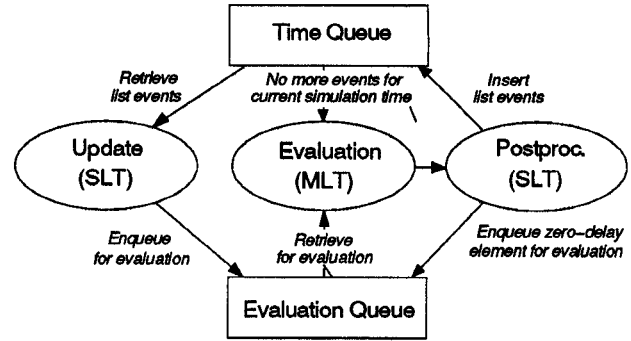 Time Queue
Retrieve
list events
No more events for
current simulation time
Insert
list events
Update
(SLT)
Evaluation
(MLT)
Postproc.
(SLT)
Enqueue
for evaluation
Retrieve
for evaluation
Enqueue zero-delay
element for evaluation
Evaluation Queue